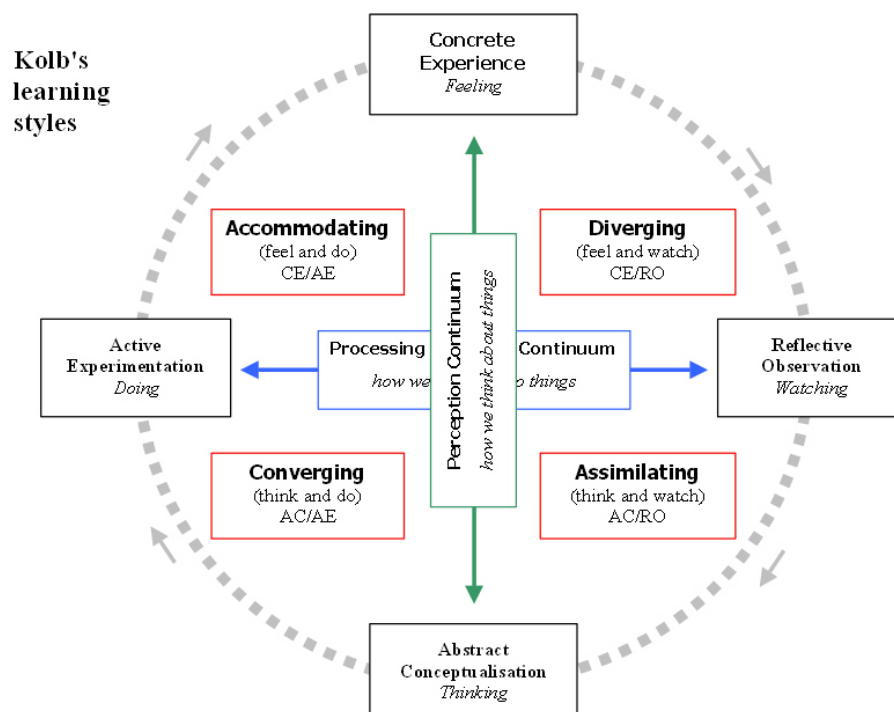 Kolb's
learning
styles
Concrete
Experience
Feeling
Accommodating
(feel and do)
CE/AE
Diverging
(feel and watch)
CE/RO
Active
Experimentation
Doing
Processing Continuum
how we o things
Perception Continuum
how we think about things
Reflective
Observation
Watching
Converging
(think and do)
AC/AE
Assimilating
(think and watch)
AC/RO
Abstract
Conceptualisation
Thinking